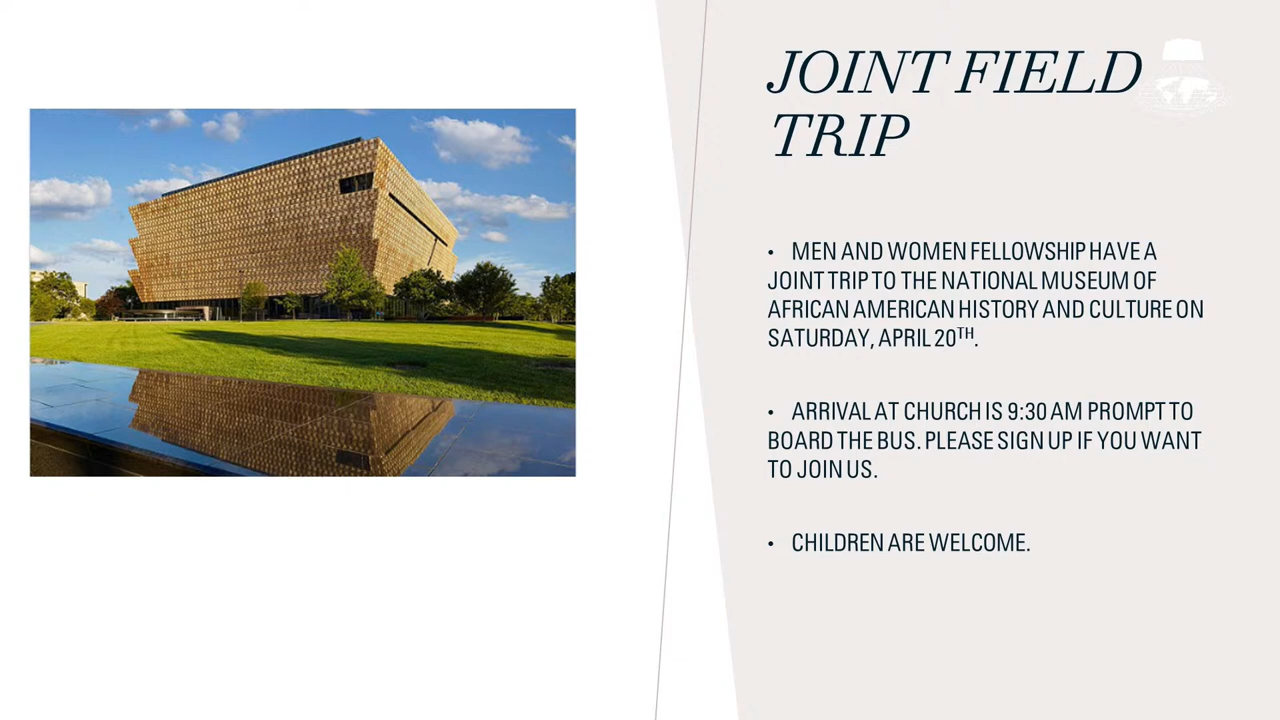 JOINT FIELD
TRIP
• MEN AND WOMEN FELLOWSHIP HAVE A
JOINT TRIP TO THE NATIONAL MUSEUM OF
AFRICAN AMERICAN HISTORY AND CULTURE ON
SATURDAY, APRIL 20TH.
• ARRIVAL AT CHURCH IS 9:30 AM PROMPT TO
BOARD THE BUS. PLEASE SIGN UP IF YOU WANT
TO JOIN US.
• CHILDREN ARE WELCOME.